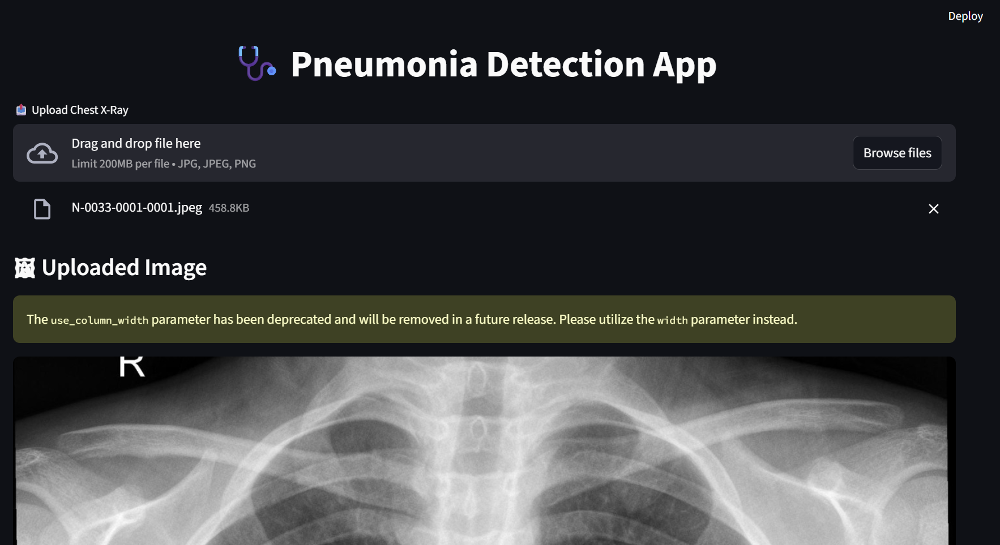 Deploy
Pneumonia Detection App
Upload Chest X-Ray
Drag and drop file here
Limit 200MB per file • JPG, JPEG, PNG
Browse files
N-0033-0001-0001.jpeg 458.8KB
Uploaded Image
The use_column_width parameter has been deprecated and will be removed in a future release. Please utilize the width parameter instead.
R